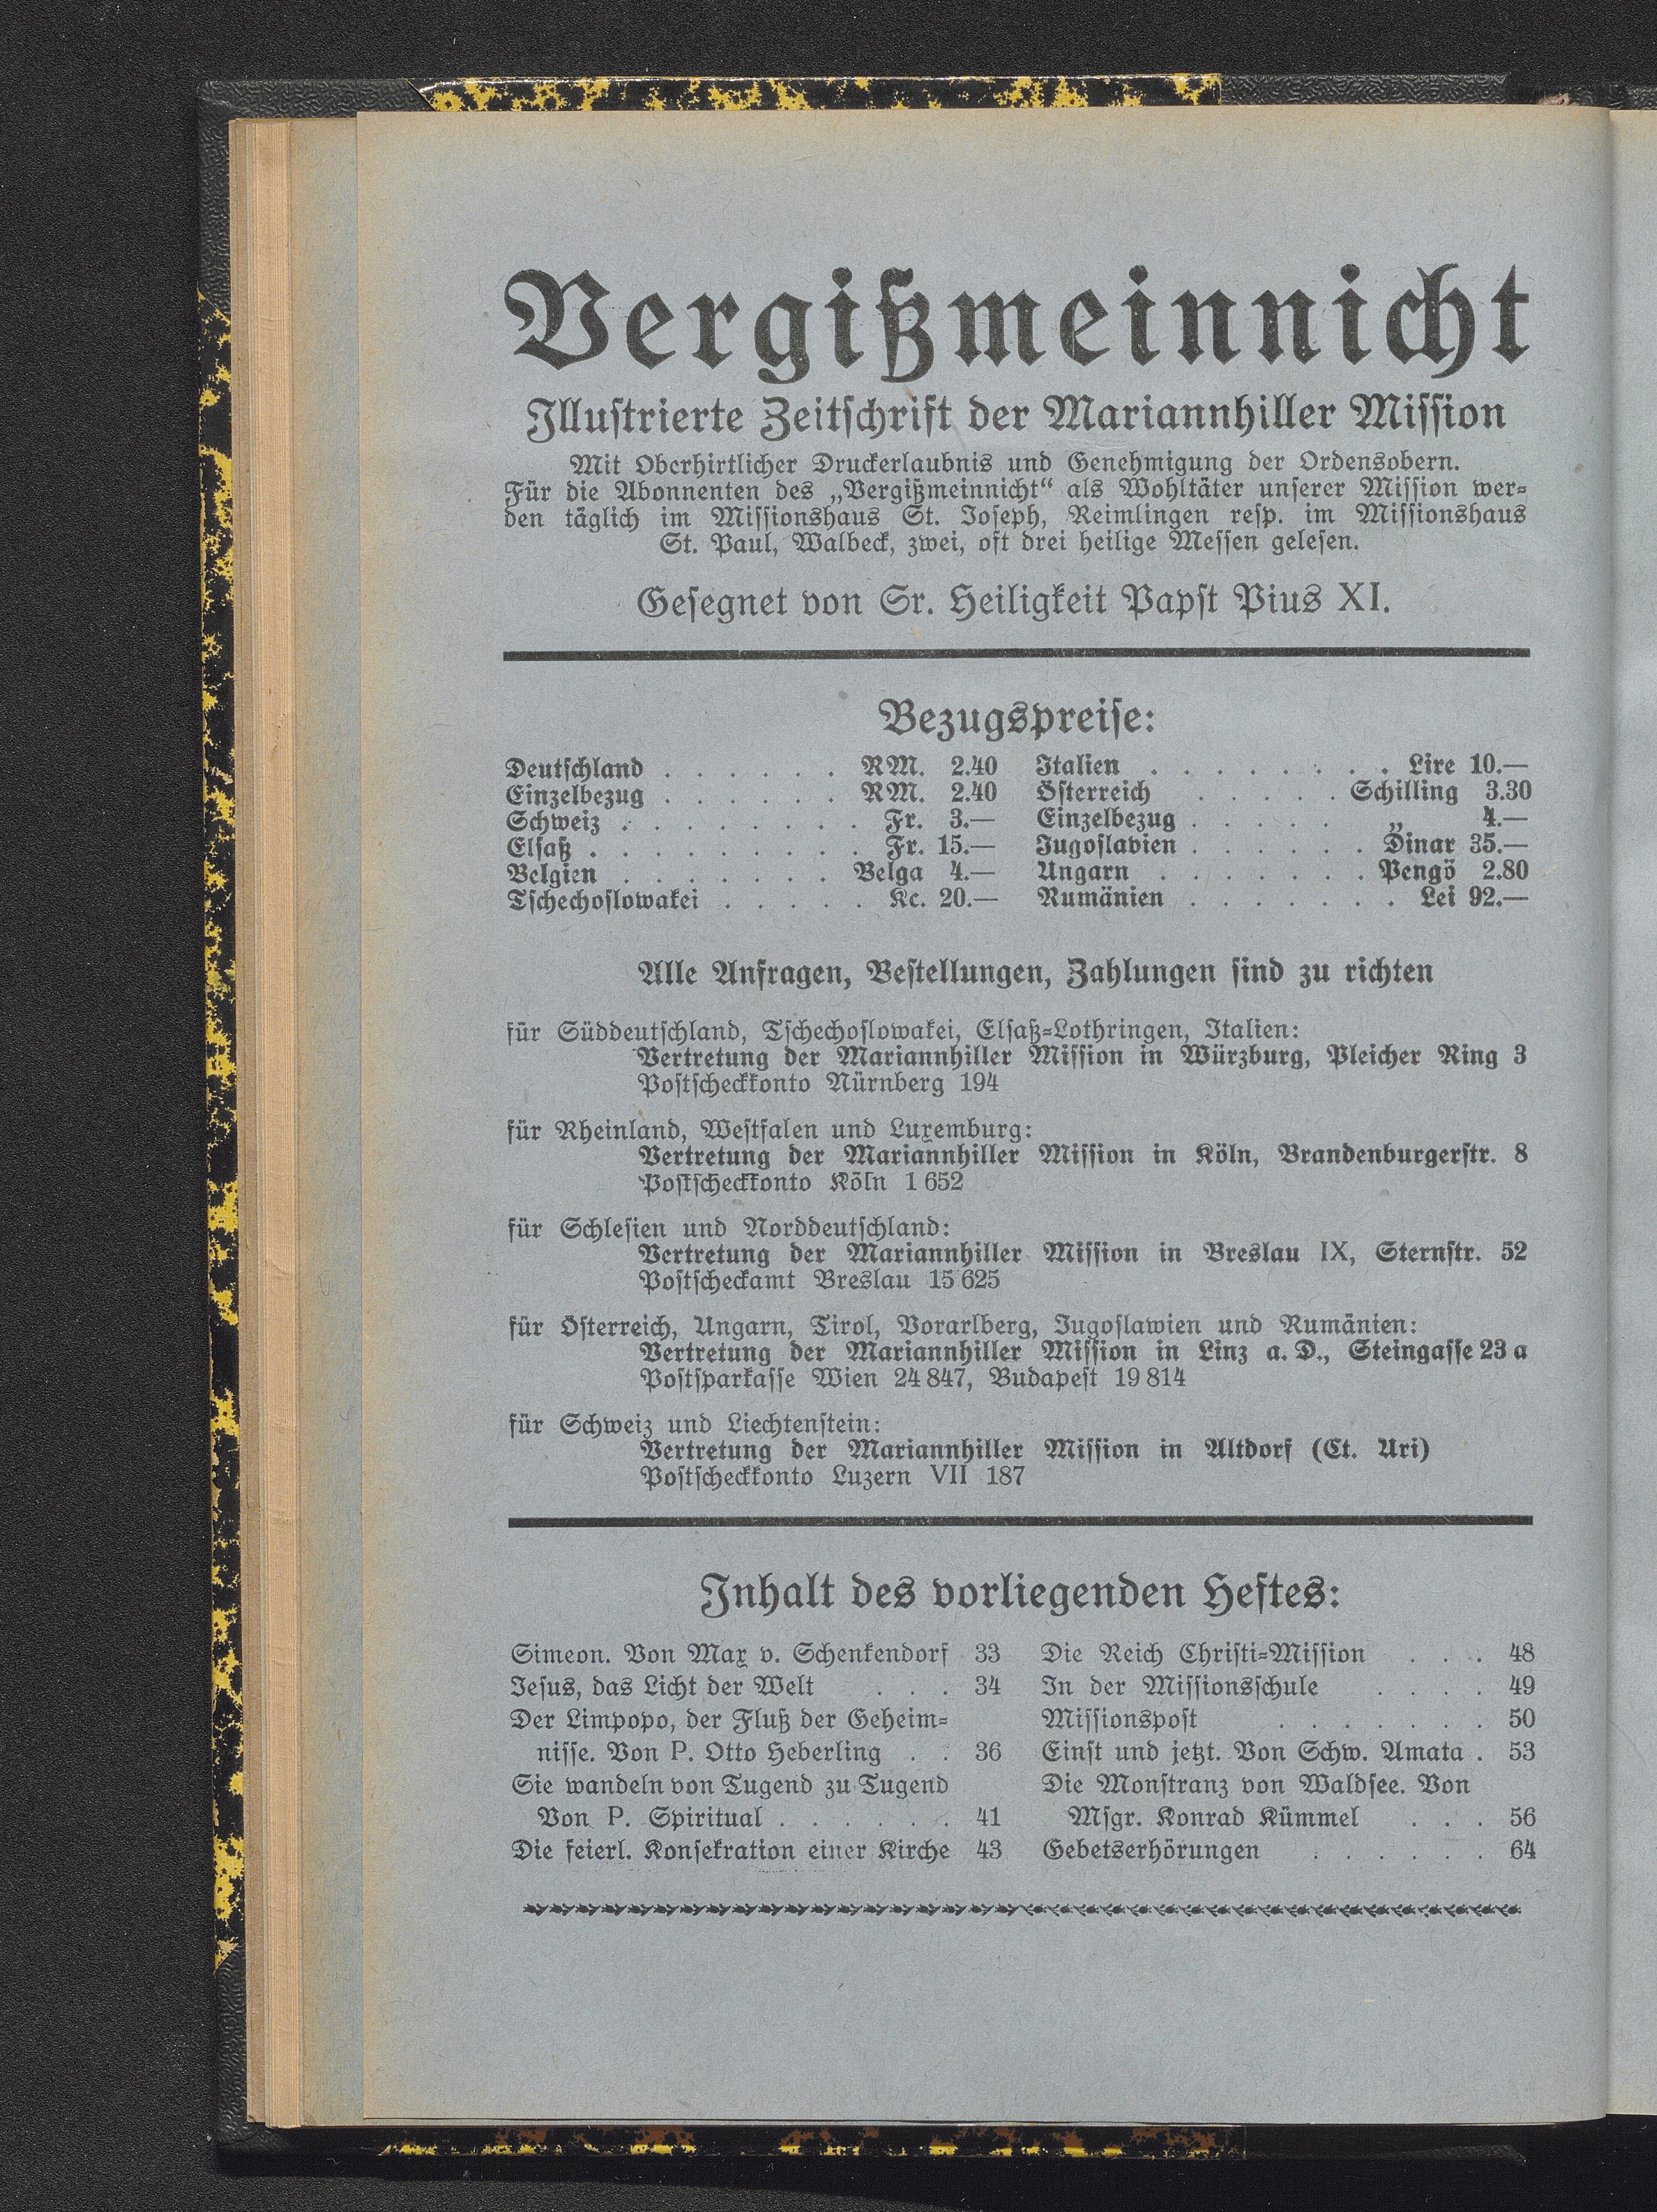 Vergißmeinnicht
Illustrierte Zeitschrift der Mariannhiller Mission
Mit Oberhirtlicher Druckerlaubnis und Genehmigung der Ordensobern.
Für die Abonnenten des „Vergißmeinnicht“ als Wohltäter unserer Mission wer-
den täglich im Missionshaus St. Joseph, Reimlingen resp. im Missionshaus
St. Paul, Walbeck, zwei, oft drei heilige Messen gelesen.
Gesegnet von Sr. Heiligkeit Papst Pius XI.
Bezugspreise:
Deutschland . . . . . . RM. 2.40
Einzelbezug . . . . . . RM. 2.40
Schweiz . . . . . . . . Fr. 3.—
Elsaß . . . . . . . . . Fr. 15.—
Belgien . . . . . . . Belga 4.—
Tschechoslowakei . . . . . Kc. 20.—
Italien . . . . . . . . Lire 10.—
Österreich . . . . . Schilling 3.30
Einzelbezug . . . . . „ 4.—
Jugoslavien . . . . . . Dinar 35.—
Ungarn . . . . . . . Pengö 2.80
Rumänien . . . . . . . Lei 92.—
Alle Anfragen, Bestellungen, Zahlungen sind zu richten
für Süddeutschland, Tschechoslowakei, Elsaß-Lothringen, Italien:
Vertretung der Mariannhiller Mission in Würzburg, Pleicher Ring 3
Postscheckkonto Nürnberg 194
für Rheinland, Westfalen und Luxemburg:
Vertretung der Mariannhiller Mission in Köln, Brandenburgerstr. 8
Postscheckkonto Köln 1 652
für Schlesien und Norddeutschland:
Vertretung der Mariannhiller Mission in Breslau IX, Sternstr. 52
Postscheckamt Breslau 15 625
für Österreich, Ungarn, Tirol, Vorarlberg, Jugoslawien und Rumänien:
Vertretung der Mariannhiller Mission in Linz a. D., Steingasse 23 a
Postsparkasse Wien 24 847, Budapest 19 814
für Schweiz und Liechtenstein:
Vertretung der Mariannhiller Mission in Altdorf (Ct. Uri)
Postscheckkonto Luzern VII 187
Inhalt des vorliegenden Heftes:
Simeon. Von Max v. Schenkendorf 33
Jesus, das Licht der Welt . . . 34
Der Limpopo, der Fluß der Geheim-
nisse. Von P. Otto Heberling . . 36
Sie wandeln von Tugend zu Tugend
Von P. Spiritual . . . . . . 41
Die feierl. Konsekration einer Kirche 43
Die Reich Christi-Mission . . . 48
In der Missionsschule . . . . 49
Missionspost . . . . . . . 50
Einst und jetzt. Von Schw. Amata . 53
Die Monstranz von Waldsee. Von
Msgr. Konrad Kümmel . . . 56
Gebetserhörungen . . . . . . 64